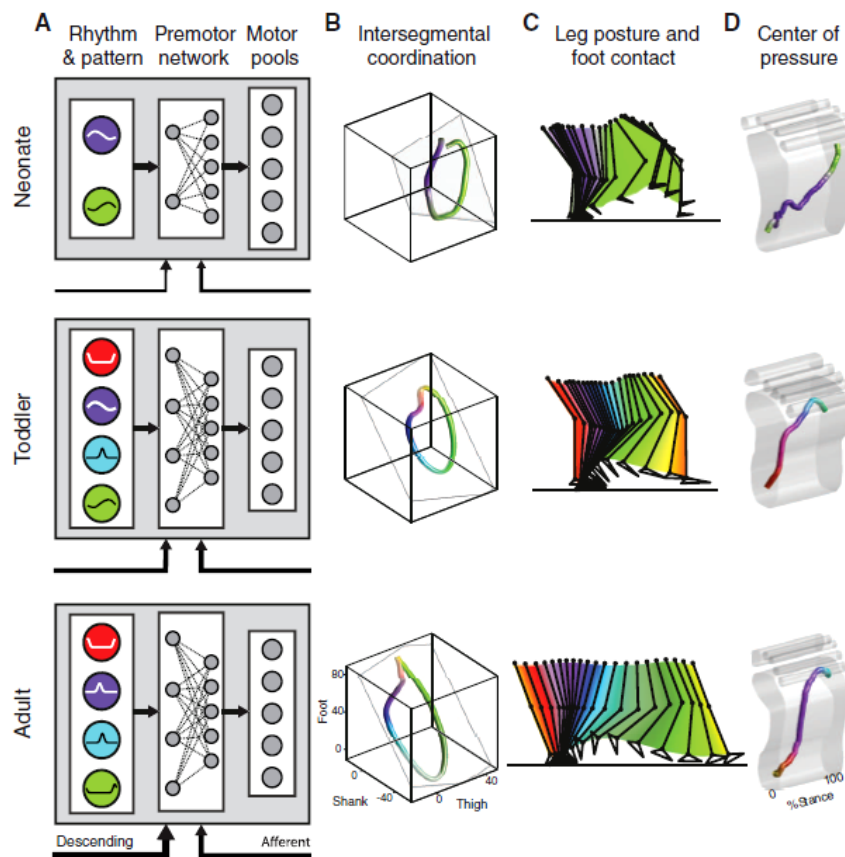 A Rhythm & pattern
Premotor network
Motor pools
B Intersegmental coordination
C Leg posture and foot contact
D Center of pressure
Neonate
Toddler
Adult
Descending
Afferent
80
40
0
Foot
0
-40
Shank
0
40
Thigh
0
100
%Stance